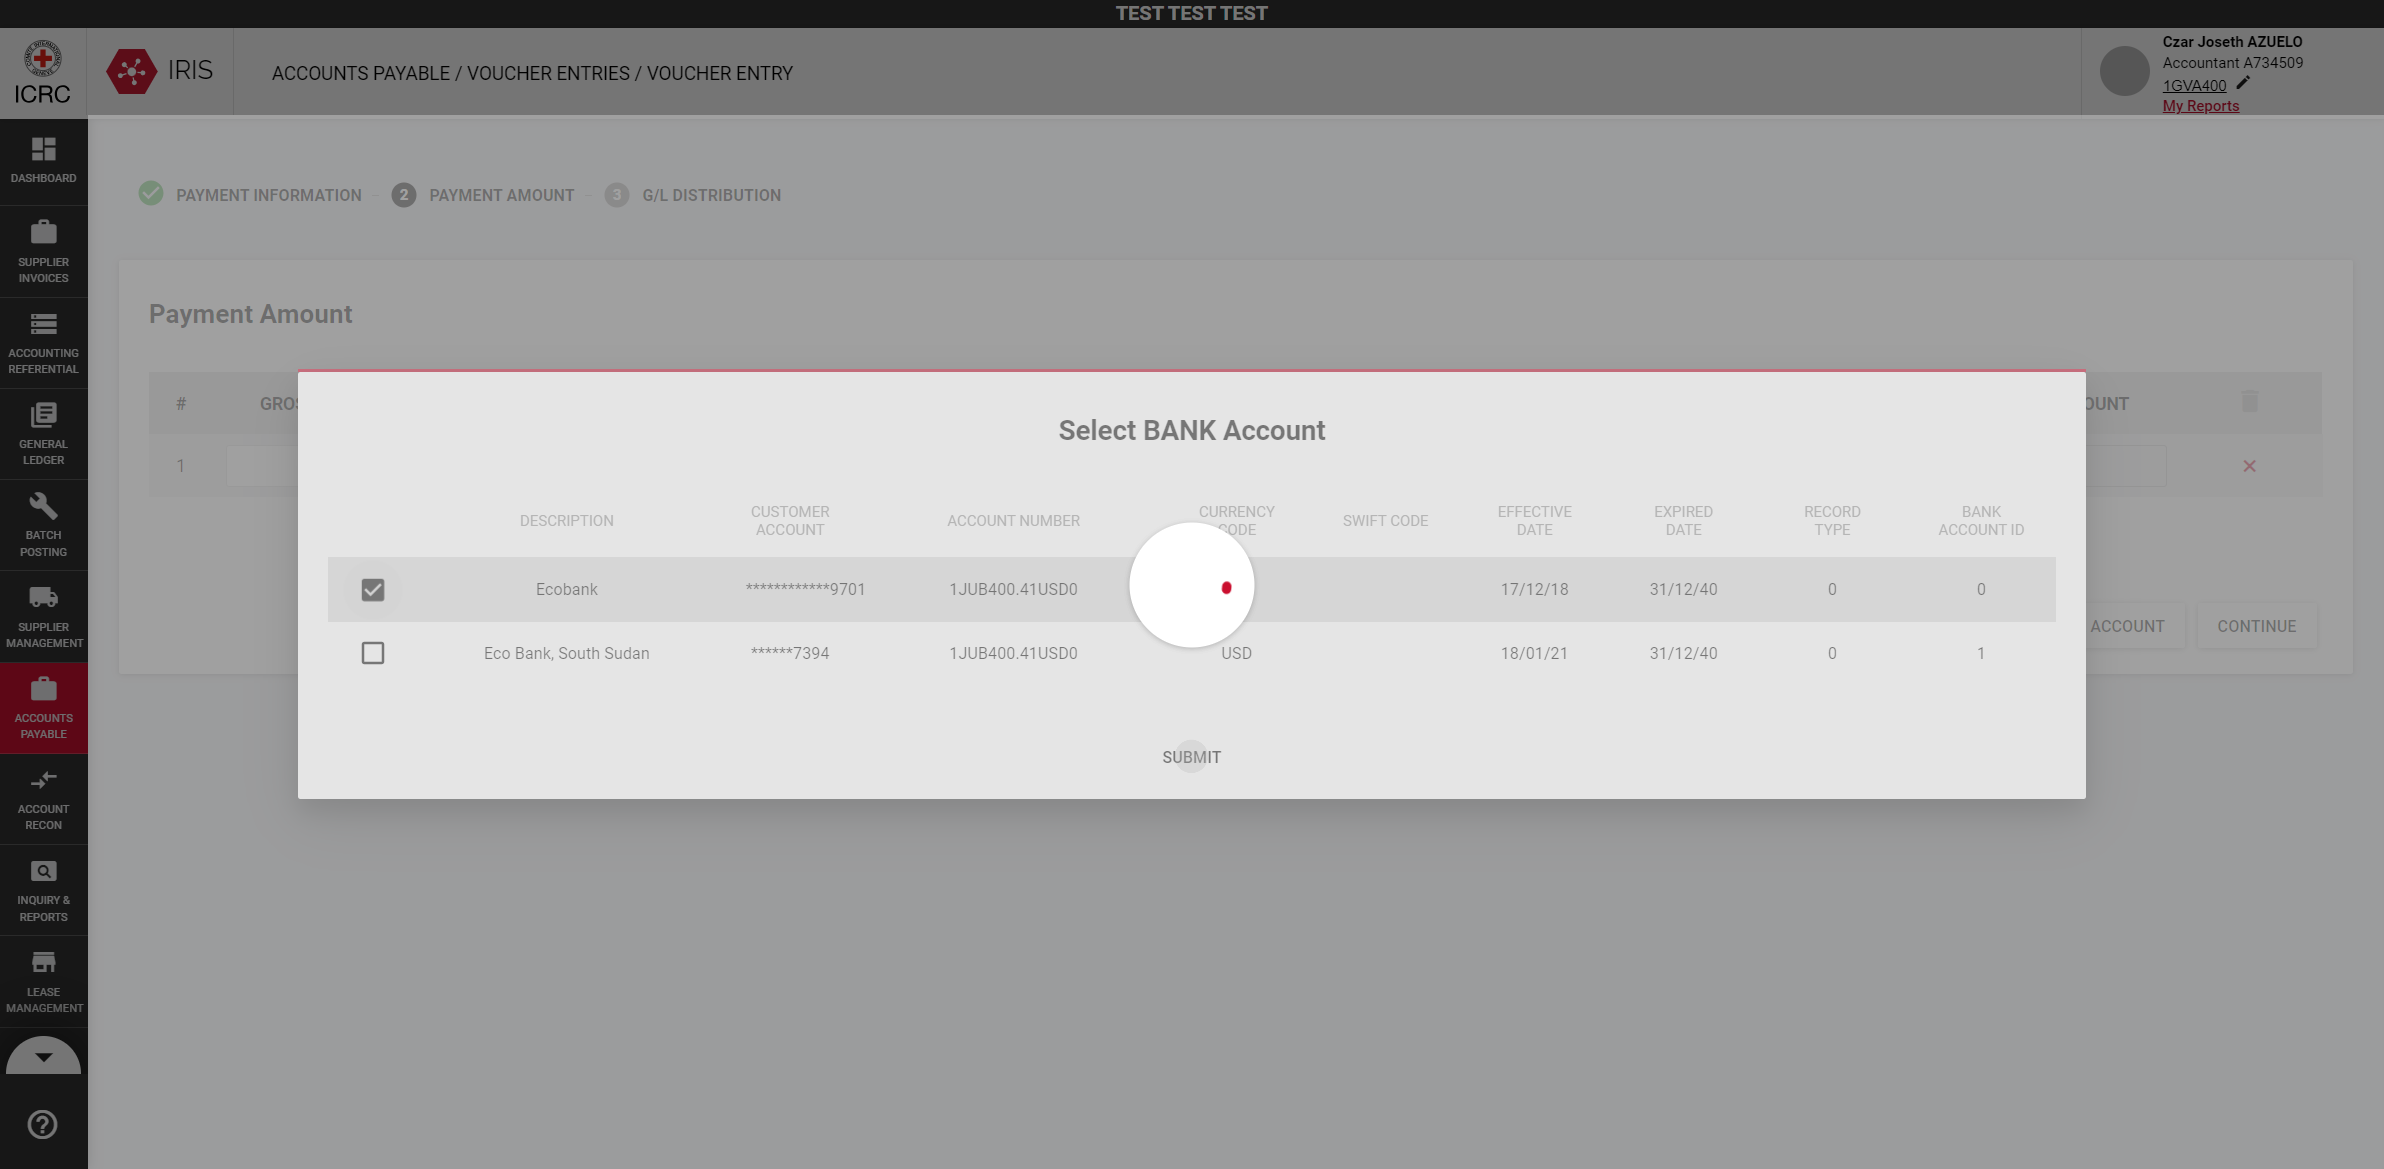 TEST TEST TEST
ICRC
IRIS
ACCOUNTS PAYABLE / VOUCHER ENTRIES / VOUCHER ENTRY
Czar Joseth AZUELO
Accountant A734509
1GVA400
My Reports
DASHBOARD
SUPPLIER
INVOICES
ACCOUNTING
REFERENTIAL
GENERAL
LEDGER
BATCH
POSTING
SUPPLIER
MANAGEMENT
ACCOUNTS
PAYABLE
ACCOUNT
RECON
INQUIRY &
REPORTS
LEASE
MANAGEMENT
PAYMENT INFORMATION 2 PAYMENT AMOUNT 3 G/L DISTRIBUTION
Payment Amount
#
1
Select BANK Account
DESCRIPTION CUSTOMER ACCOUNT ACCOUNT NUMBER CURRENCY CODE SWIFT CODE EFFECTIVE DATE EXPIRED DATE RECORD TYPE BANK ACCOUNT ID
Ecobank ************9701 1JUB400.41USD0 17/12/18 31/12/40 0 0
Eco Bank, South Sudan ******7394 1JUB400.41USD0 USD 18/01/21 31/12/40 0 1
SUBMIT
ACCOUNT
CONTINUE